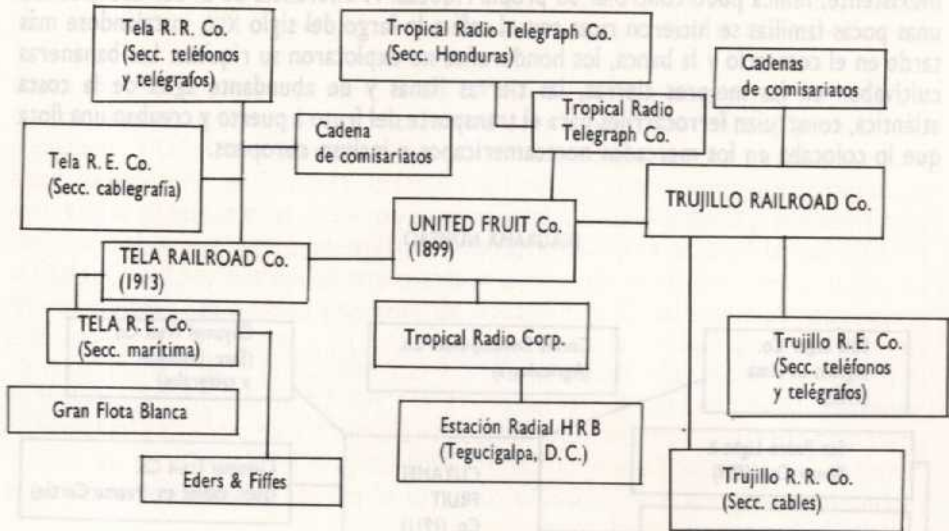 Tela R. R. Co.
(Secc. teléfonos
y telégrafos)
Tropical Radio Telegraph Co.
(Secc. Honduras)
Cadenas
de comisariatos
Tropical Radio
Telegraph Co.
Cadena
de comisariatos
Tela R. E. Co.
(Secc. cablegrafía)
TRUJILLO RAILROAD Co.
UNITED FRUIT Co.
(1899)
TELA RAILROAD Co.
(1913)
TELA R. E. Co.
(Secc. marítima)
Tropical Radio Corp.
Trujillo R. E. Co.
(Secc. teléfonos
y telégrafos)
Gran Flota Blanca
Estación Radial HRB
(Tegucigalpa, D. C.)
Eders & Fiffes
Trujillo R. R. Co.
(Secc. cables)